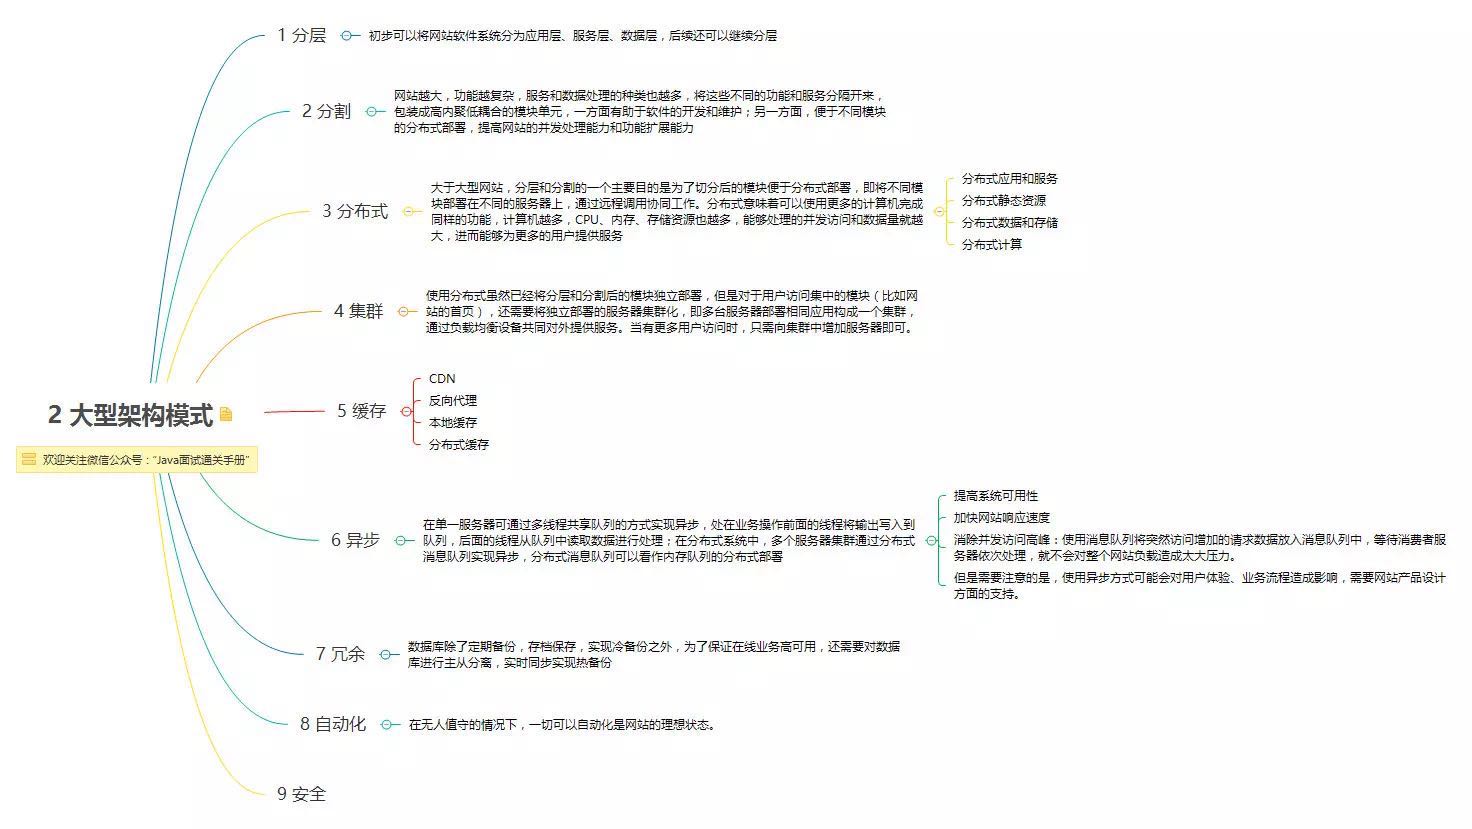 2 大型架构模式
欢迎关注微信公众号："Java面试通关手册"
1 分层
初步可以将网站软件系统分为应用层、服务层、数据层，后续还可以继续分层
2 分割
网站越大，功能越复杂，服务和数据处理的种类也越多，将这些不同的功能和服务分隔开来，
包装成高内聚低耦合的模块单元，一方面有助于软件的开发和维护；另一方面，便于不同模块
的分布式部署，提高网站的并发处理能力和功能扩展能力
3 分布式
大于大型网站，分层和分割的一个主要目的是为了切分后的模块便于分布式部署，即将不同模
块部署在不同的服务器上，通过远程调用协同工作。分布式意味着可以使用更多的计算机完成
同样的功能，计算机越多，CPU、内存、存储资源也越多，能够处理的并发访问和数据量就越
大，进而能够为更多的用户提供服务
分布式应用和服务
分布式静态资源
分布式数据和存储
分布式计算
4 集群
使用分布式虽然已经将分层和分割后的模块独立部署，但是对于用户访问集中的模块（比如网
站的首页），还需要将独立部署的服务器集群化，即多台服务器部署相同应用构成一个集群，
通过负载均衡设备共同对外提供服务。当有更多用户访问时，只需向集群中增加服务器即可。
5 缓存
CDN
反向代理
本地缓存
分布式缓存
6 异步
在单一服务器可通过多线程共享队列的方式实现异步，处在业务操作前面的线程将输出写入到
队列，后面的线程从队列中读取数据进行处理；在分布式系统中，多个服务器集群通过分布式
消息队列实现异步，分布式消息队列可以看作内存队列的分布式部署
提高系统可用性
加快网站响应速度
消除并发访问高峰：使用消息队列将突然访问增加的请求数据放入消息队列中，等待消费者服
务器依次处理，就不会对整个网站负载造成太大压力。
但是需要注意的是，使用异步方式可能会对用户体验、业务流程造成影响，需要网站产品设计
方面的支持。
7 冗余
数据库除了定期备份，存档保存，实现冷备份之外，为了保证在线业务高可用，还需要对数据
库进行主从分离，实时同步实现热备份
8 自动化
在无人值守的情况下，一切可以自动化是网站的理想状态。
9 安全